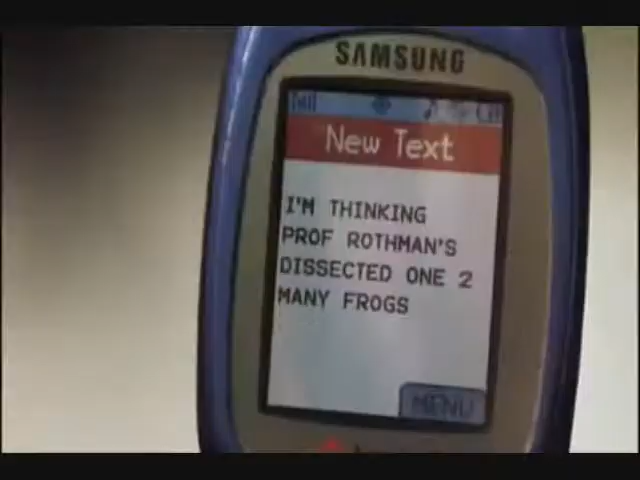 SAMSUNG
New Text
I'M THINKING
PROF ROTHMAN'S
DISSECTED ONE 2
MANY FROGS
MENU